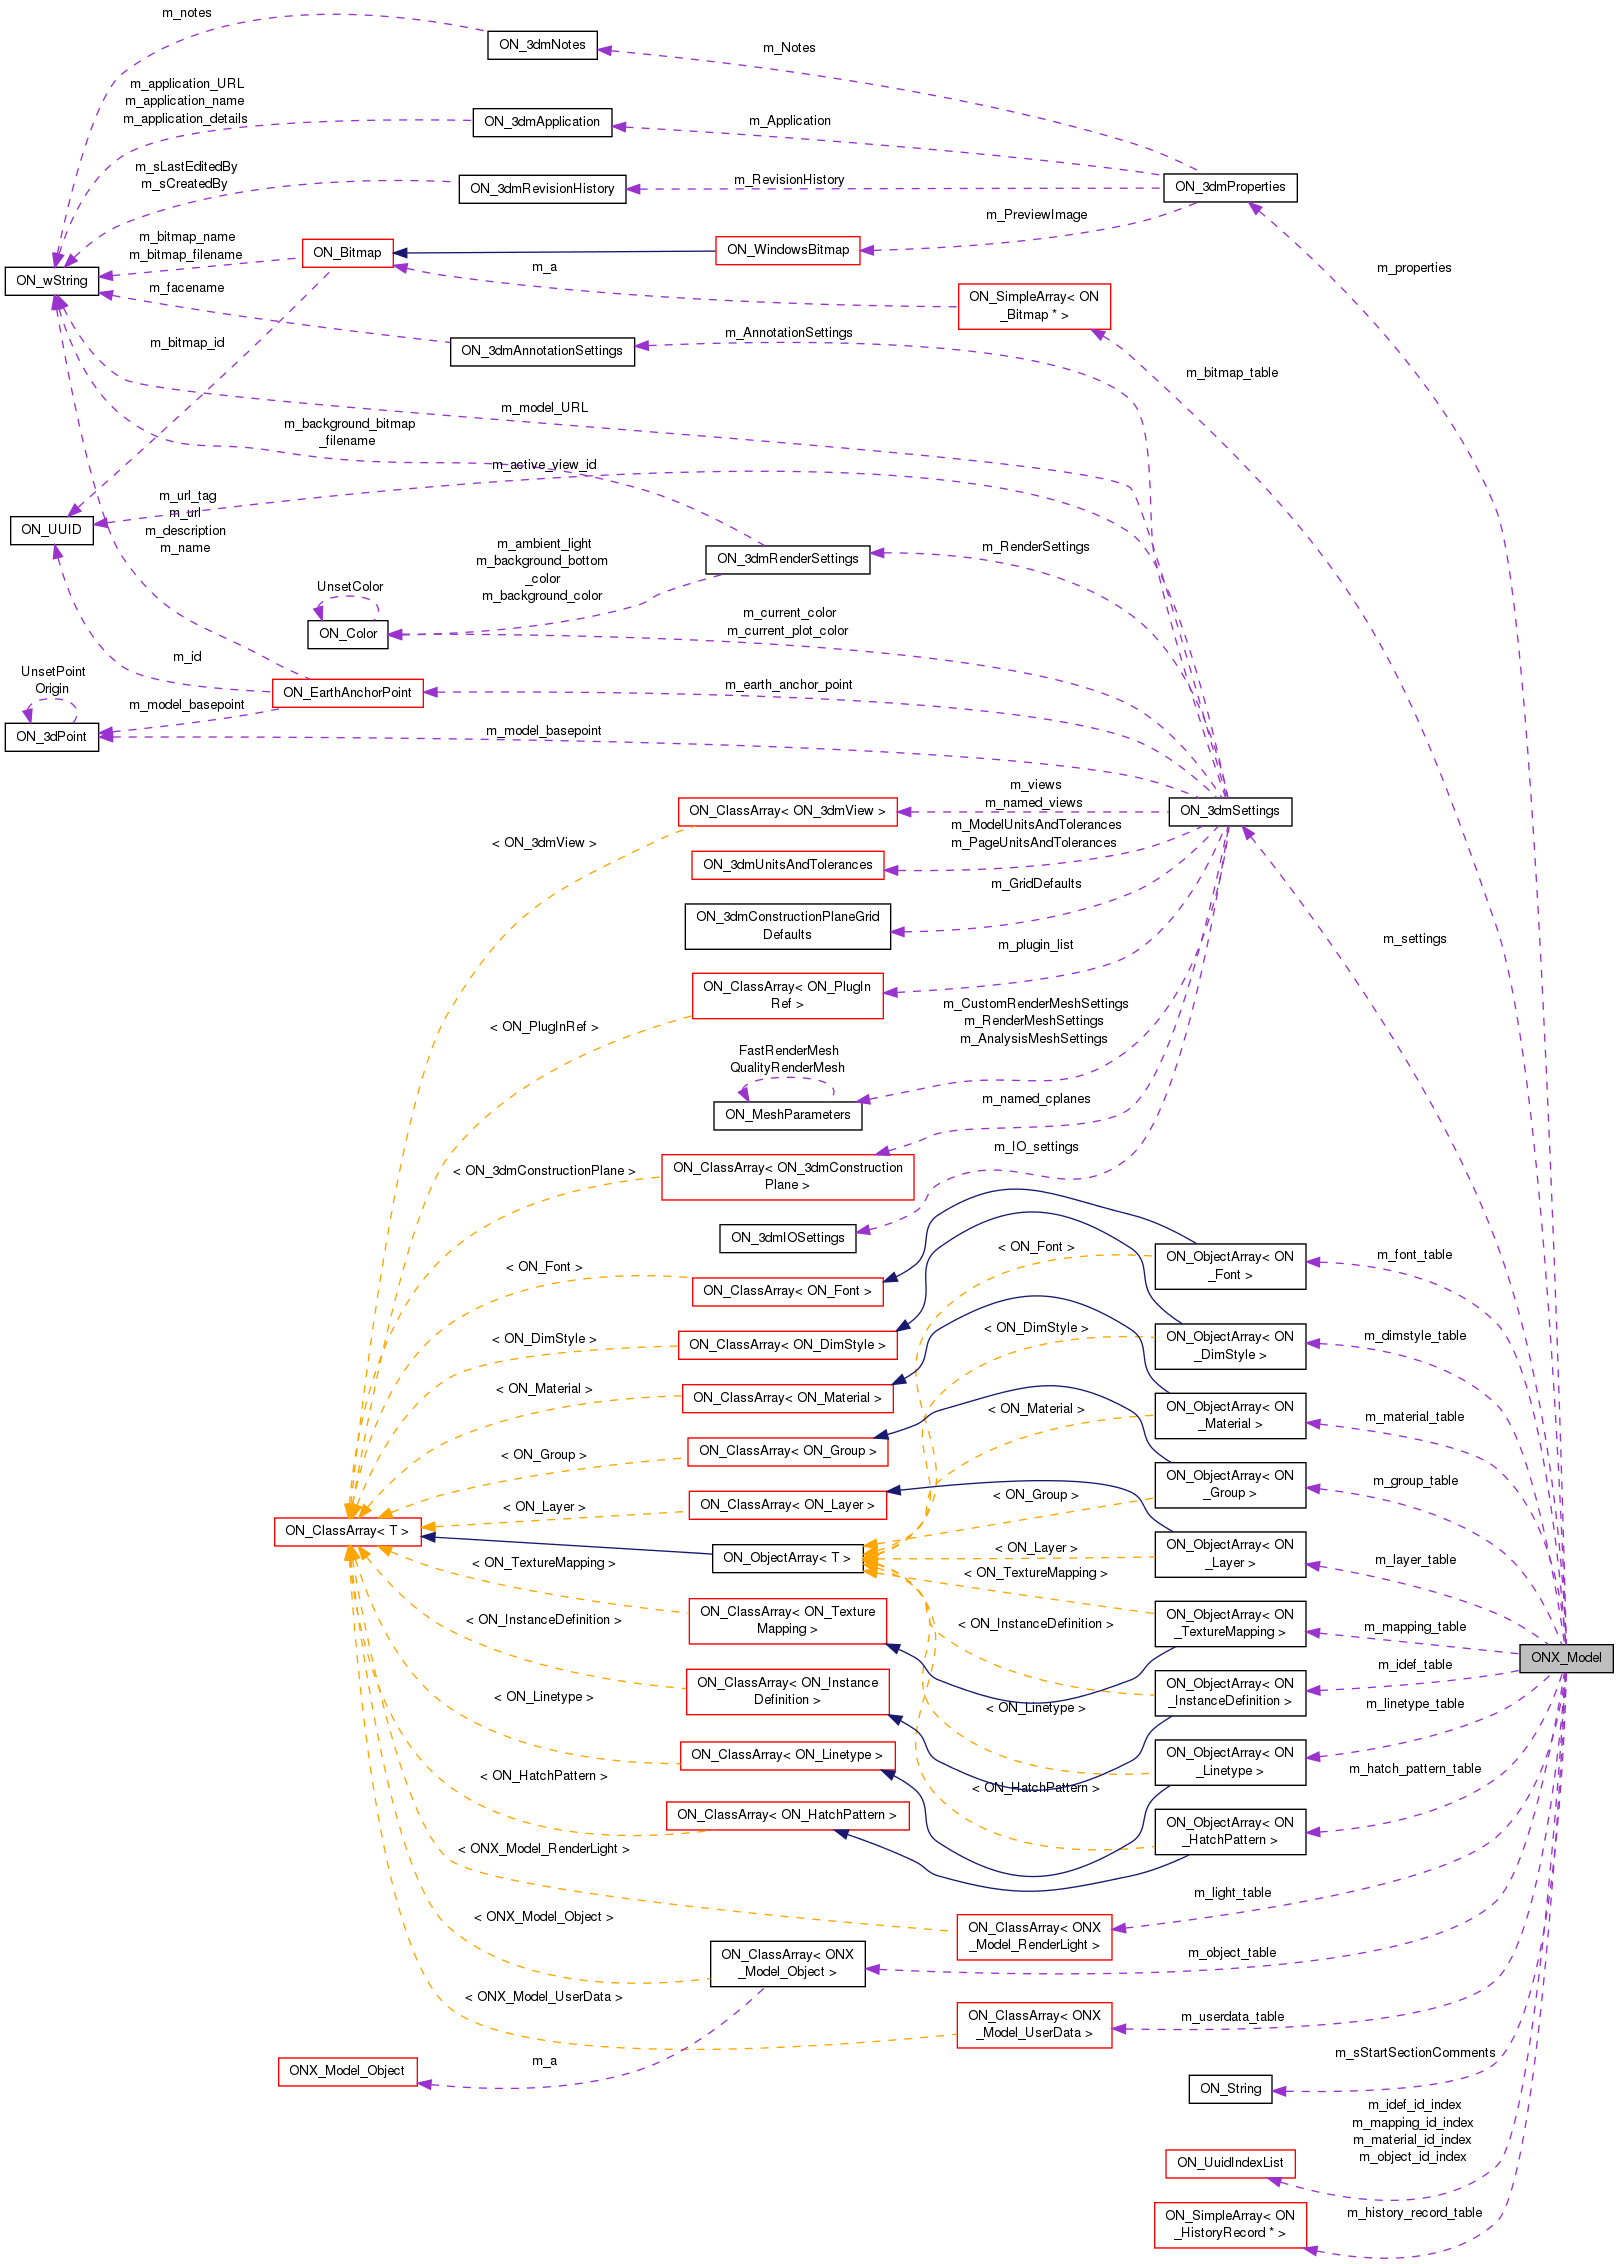 m_notes
ON_3dmNotes
m_Notes
m_application_URL
m_application_name
m_application_details
ON_3dmApplication
m_Application
m_sLastEditedBy
m_sCreatedBy
ON_3dmRevisionHistory
m_RevisionHistory
ON_3dmProperties
m_PreviewImage
m_bitmap_name
m_bitmap_filename
ON_Bitmap
ON_WindowsBitmap
ON_wString
m_a
m_properties
m_facename
ON_SimpleArray< ON
_Bitmap * >
m_bitmap_id
ON_3dmAnnotationSettings
m_AnnotationSettings
m_bitmap_table
m_model_URL
m_background_bitmap
_filename
m_active_view_id
m_url_tag
m_url
m_description
m_name
ON_UUID
m_ambient_light
m_background_bottom
_color
m_background_color
ON_3dmRenderSettings
m_RenderSettings
UnsetColor
ON_Color
m_current_color
m_current_plot_color
m_id
UnsetPoint
Origin
ON_EarthAnchorPoint
m_earth_anchor_point
m_model_basepoint
ON_3dPoint
m_model_basepoint
m_views
m_named_views
ON_ClassArray< ON_3dmView >
ON_3dmSettings
< ON_3dmView >
m_ModelUnitsAndTolerances
m_PageUnitsAndTolerances
ON_3dmUnitsAndTolerances
m_GridDefaults
ON_3dmConstructionPlaneGrid
Defaults
m_plugin_list
m_settings
ON_ClassArray< ON_PlugIn
Ref >
< ON_PlugInRef >
m_CustomRenderMeshSettings
m_RenderMeshSettings
m_AnalysisMeshSettings
FastRenderMesh
QualityRenderMesh
ON_MeshParameters
m_named_cplanes
m_IO_settings
< ON_3dmConstructionPlane >
ON_ClassArray< ON_3dmConstruction
Plane >
ON_3dmIOSettings
< ON_Font >
ON_ClassArray< ON_Font >
< ON_Font >
ON_ObjectArray< ON
_Font >
m_font_table
< ON_DimStyle >
ON_ClassArray< ON_DimStyle >
< ON_DimStyle >
ON_ObjectArray< ON
_DimStyle >
m_dimstyle_table
< ON_Material >
ON_ClassArray< ON_Material >
< ON_Material >
ON_ObjectArray< ON
_Material >
m_material_table
< ON_Group >
ON_ClassArray< ON_Group >
< ON_Group >
ON_ObjectArray< ON
_Group >
m_group_table
< ON_Layer >
ON_ClassArray< ON_Layer >
ON_ClassArray< T >
ON_ObjectArray< T >
< ON_Layer >
ON_ObjectArray< ON
_Layer >
m_layer_table
< ON_TextureMapping >
< ON_TextureMapping >
ON_ClassArray< ON_Texture
Mapping >
ON_ObjectArray< ON
_TextureMapping >
m_mapping_table
ONX_Model
< ON_InstanceDefinition >
< ON_InstanceDefinition >
ON_ClassArray< ON_Instance
Definition >
ON_ObjectArray< ON
_InstanceDefinition >
m_idef_table
< ON_Linetype >
< ON_Linetype >
ON_ClassArray< ON_Linetype >
ON_ObjectArray< ON
_Linetype >
m_linetype_table
< ON_HatchPattern >
< ON_HatchPattern >
ON_ClassArray< ON_HatchPattern >
ON_ObjectArray< ON
_HatchPattern >
m_hatch_pattern_table
< ONX_Model_RenderLight >
m_light_table
ON_ClassArray< ONX
_Model_RenderLight >
< ONX_Model_Object >
ON_ClassArray< ONX
_Model_Object >
m_object_table
< ONX_Model_UserData >
ON_ClassArray< ONX
_Model_UserData >
m_userdata_table
ONX_Model_Object
m_a
m_sStartSectionComments
ON_String
m_idef_id_index
m_mapping_id_index
m_material_id_index
m_object_id_index
ON_UuidIndexList
ON_SimpleArray< ON
_HistoryRecord * >
m_history_record_table